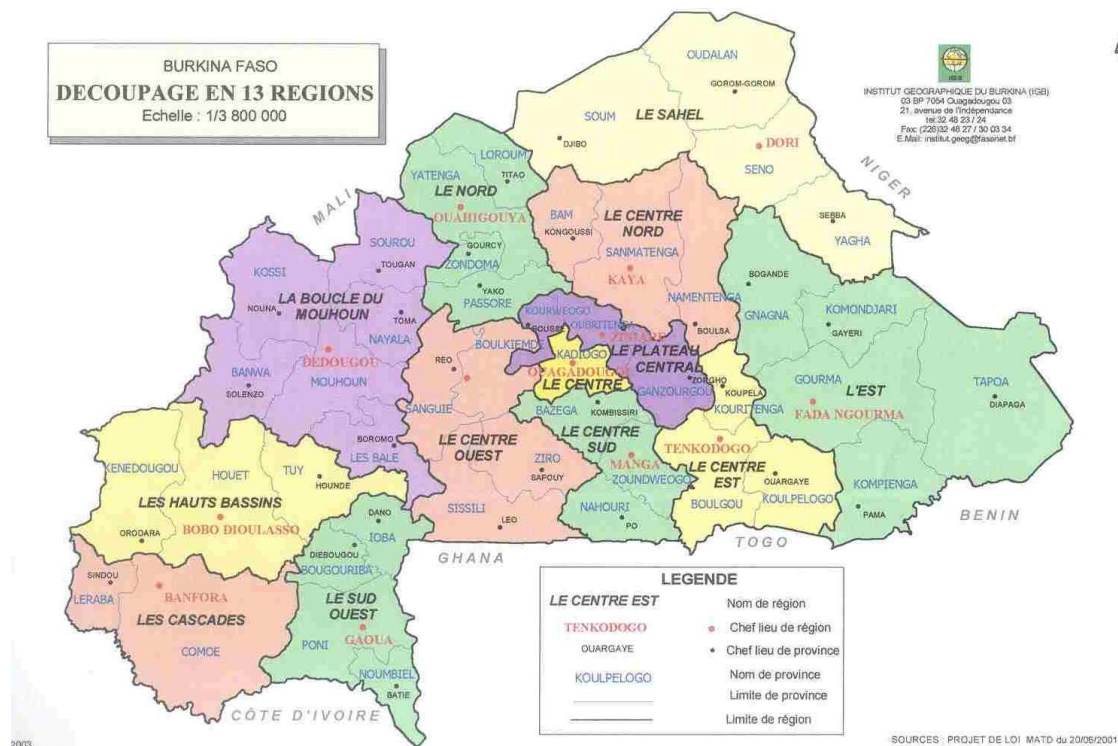 BURKINA FASO
DECOUPAGE EN 13 REGIONS
Echelle : 1/3 800 000
IGB
INSTITUT GEOGRAPHIQUE DU BURKINA (IGB)
03 BP 7054 Ouagadougou 03
21, avenue de l'Indépendance
tel:32 48 23 / 24
Fax: (226)32 48 27 / 30 03 34
E.Mail: institut.geog@fasonet.bf
OUDALAN
GOROM-GOROM
SOUM
LE SAHEL
DJIBO
DORI
SENO
NIGER
SEBBA
YAGHA
MALI
LOROUM
YATENGA
TITAO
LE NORD
OUAHIGOUYA
GOURCY
ZONDOMA
YAKO
PASSORE
BAM
KONGOUSSI
LE CENTRE
NORD
SANMATENGA
KAYA
NAMENTENGA
BOULSA
SOUROU
TOUGAN
KOSSI
LA BOUCLE DU
MOUHOUN
NOUNA
TOMA
NAYALA
DEDOUGOU
BANWA
SOLENZO
MOUHOUN
BOROMO
LES BALE
BOGANDE
GNAGNA
KOMONDJARI
GAYERI
GOURMA
L'EST
FADA NGOURMA
TAPOA
DIAPAGA
KOMPIENGA
PAMA
BENIN
KOURWEOGO
BOUSSE
OUBRITENGA
ZINIARE
LE PLATEAU
CENTRAL
ZORGHO
GANZOURGOU
KADIOGO
OUAGADOUGOU
LE CENTRE
BOULKIEMDE
REO
SANGUIE
LE CENTRE
OUEST
ZIRO
SAPOUY
SISSILI
LEO
BAZEGA
KOMBISSIRI
LE CENTRE
SUD
MANGA
ZOUNDWEOGO
NAHOURI
PO
KOUPELA
KOURITENGA
TENKODOGO
LE CENTRE
EST
OUARGAYE
BOULGOU
KOULPELOGO
TOGO
GHANA
KENEDOUGOU
HOUET
TUY
HOUNDE
LES HAUTS BASSINS
BOBO DIOULASSO
ORODARA
DANO
IOBA
DIEBOUGOU
BOUGOURIBA
LE SUD
OUEST
GAOUA
PONI
NOUMBIEL
BATIE
SINDOU
LERABA
BANFORA
LES CASCADES
COMOE
CÔTE D'IVOIRE
LEGENDE
LE CENTRE EST Nom de région
TENKODOGO Chef lieu de région
OUARGAYE Chef lieu de province
KOULPELOGO Nom de province
Limite de province
Limite de région
2003
SOURCES : PROJET DE LOI MATD du 20/06/2001